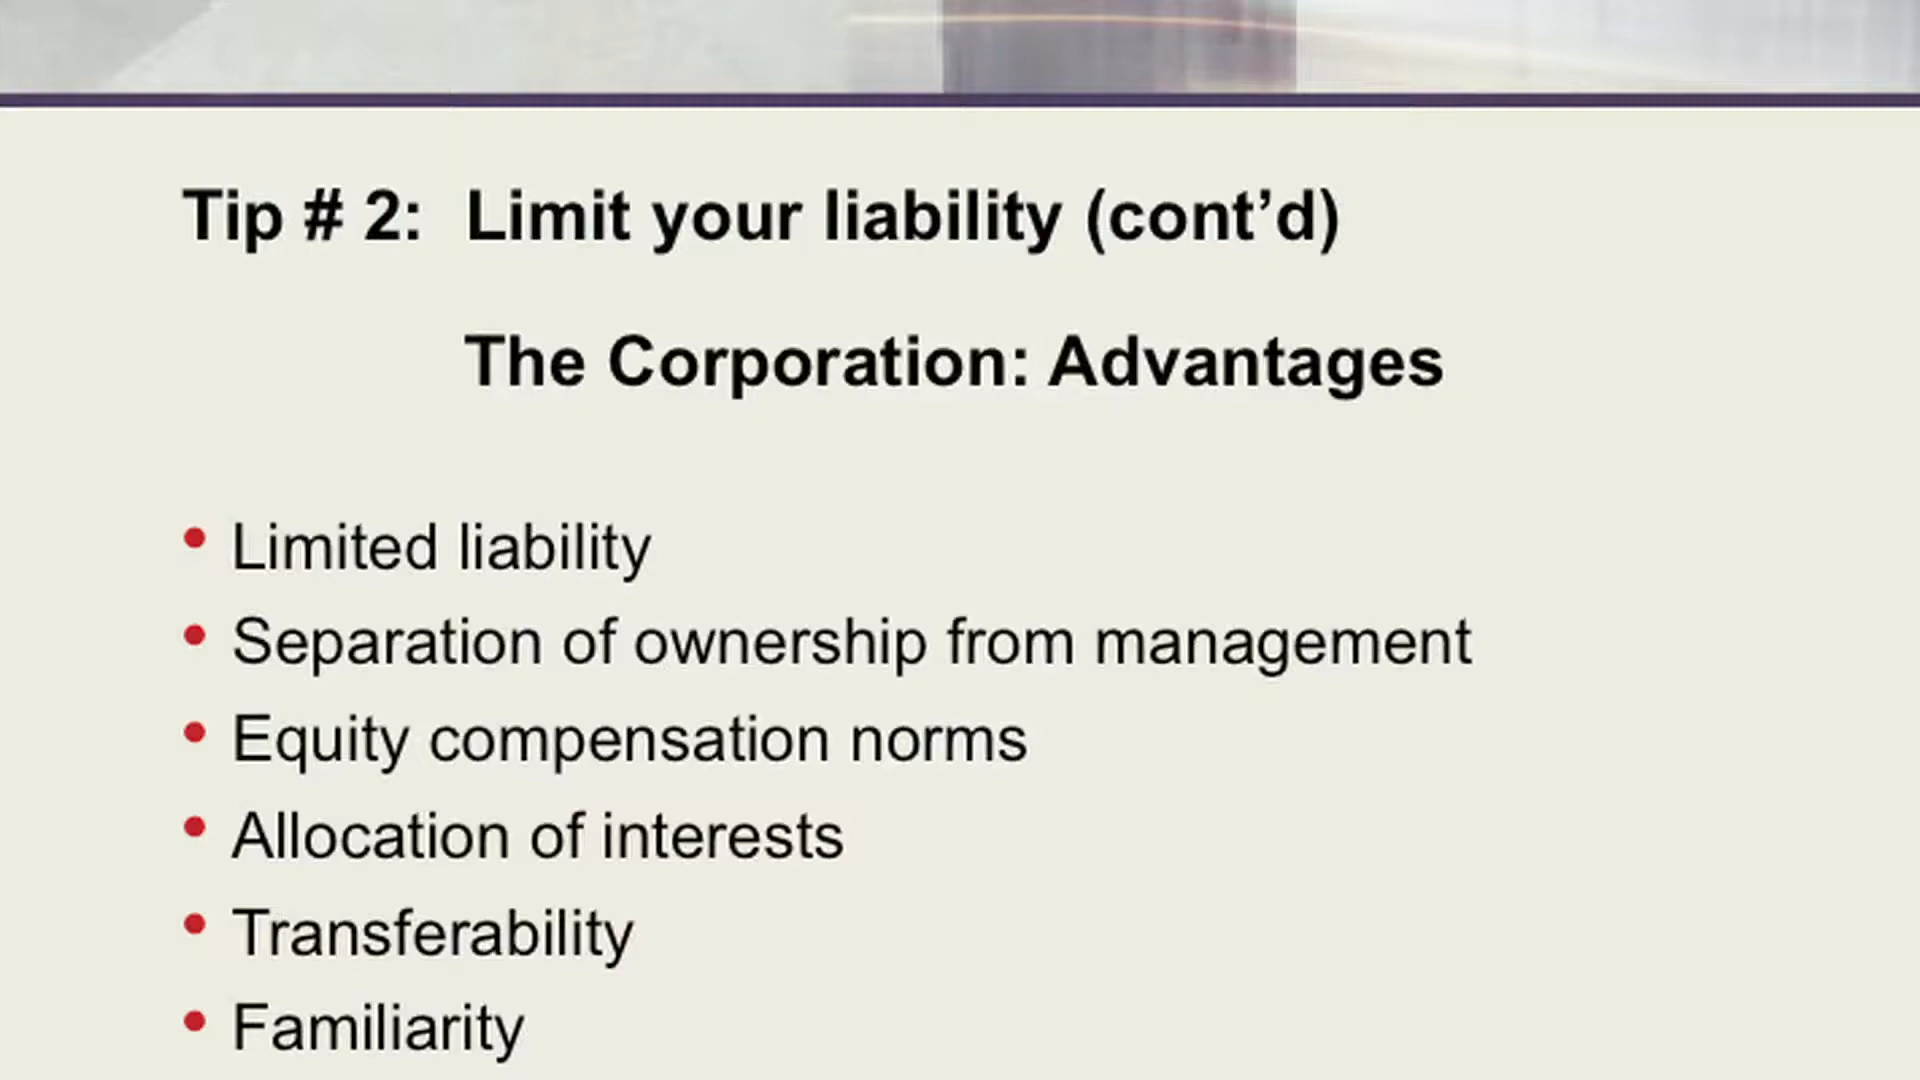 Tip # 2: Limit your liability (cont’d)
The Corporation: Advantages
• Limited liability
• Separation of ownership from management
• Equity compensation norms
• Allocation of interests
• Transferability
• Familiarity